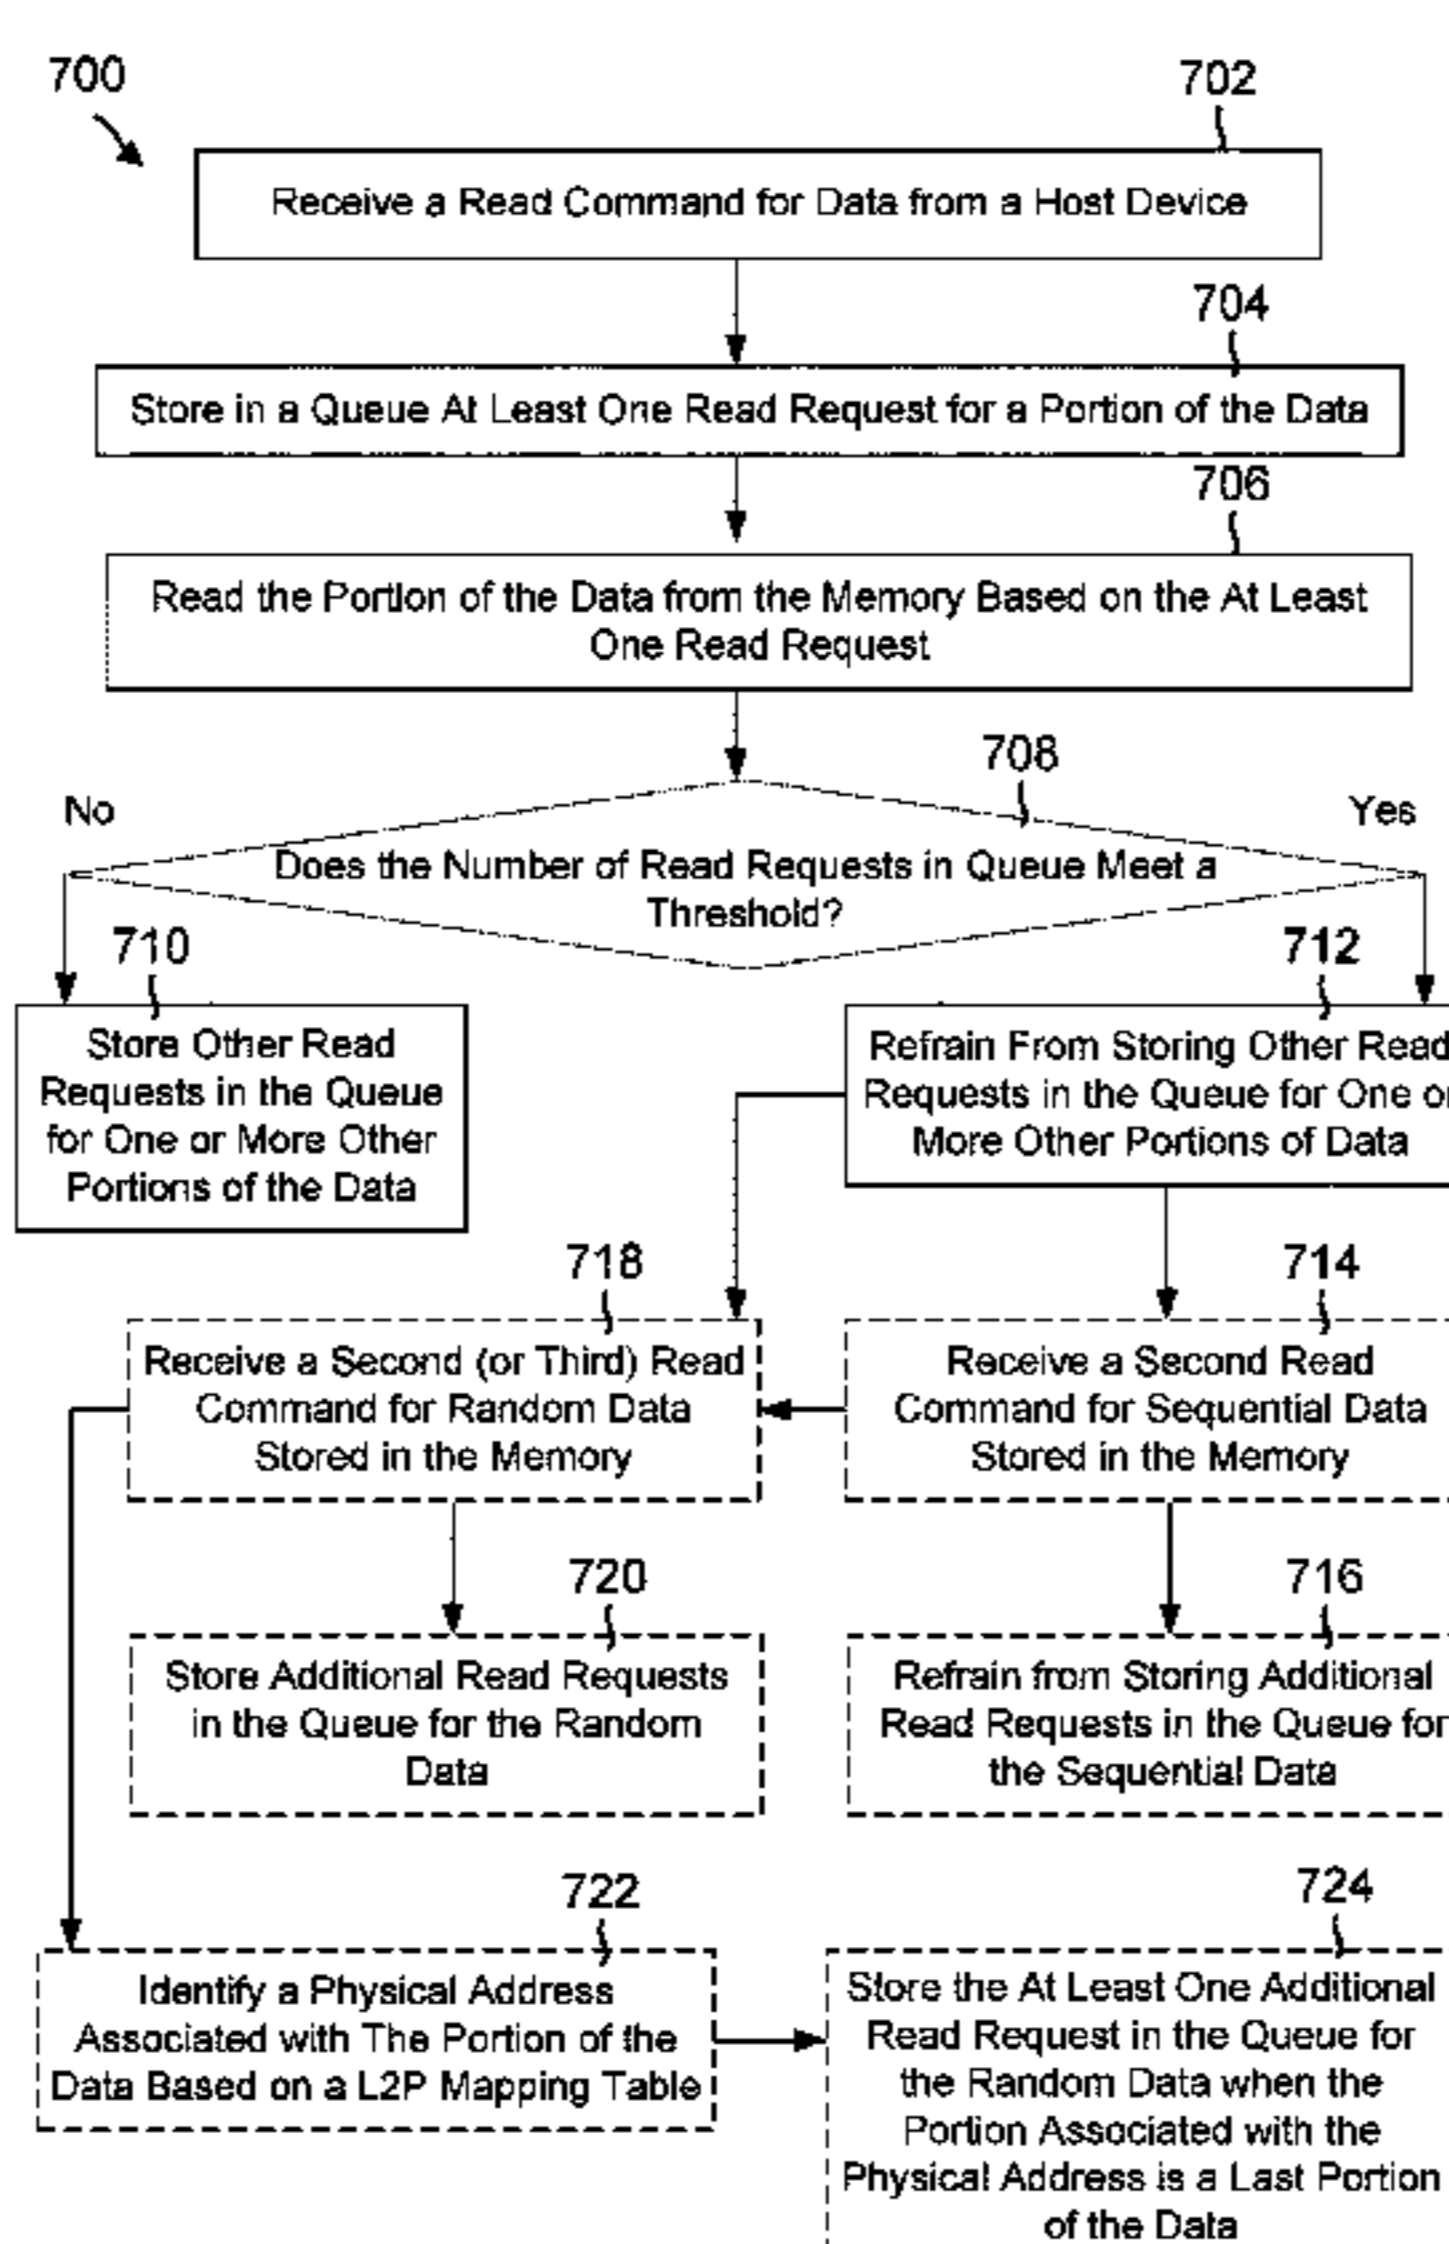 700
702
Receive a Read Command for Data from a Host Device
704
Store in a Queue At Least One Read Request for a Portion of the Data
706
Read the Portion of the Data from the Memory Based on the At Least
One Read Request
708
No
Yes
Does the Number of Read Requests in Queue Meet a
Threshold?
710
Store Other Read
Requests in the Queue
for One or More Other
Portions of the Data
712
Refrain From Storing Other Read
Requests in the Queue for One or
More Other Portions of Data
718
Receive a Second (or Third) Read
Command for Random Data
Stored in the Memory
714
Receive a Second Read
Command for Sequential Data
Stored in the Memory
720
Store Additional Read Requests
in the Queue for the Random
Data
716
Refrain from Storing Additional
Read Requests in the Queue for
the Sequential Data
722
Identify a Physical Address
Associated with The Portion of the
Data Based on a L2P Mapping Table
724
Store the At Least One Additional
Read Request in the Queue for
the Random Data when the
Portion Associated with the
Physical Address is a Last Portion
of the Data